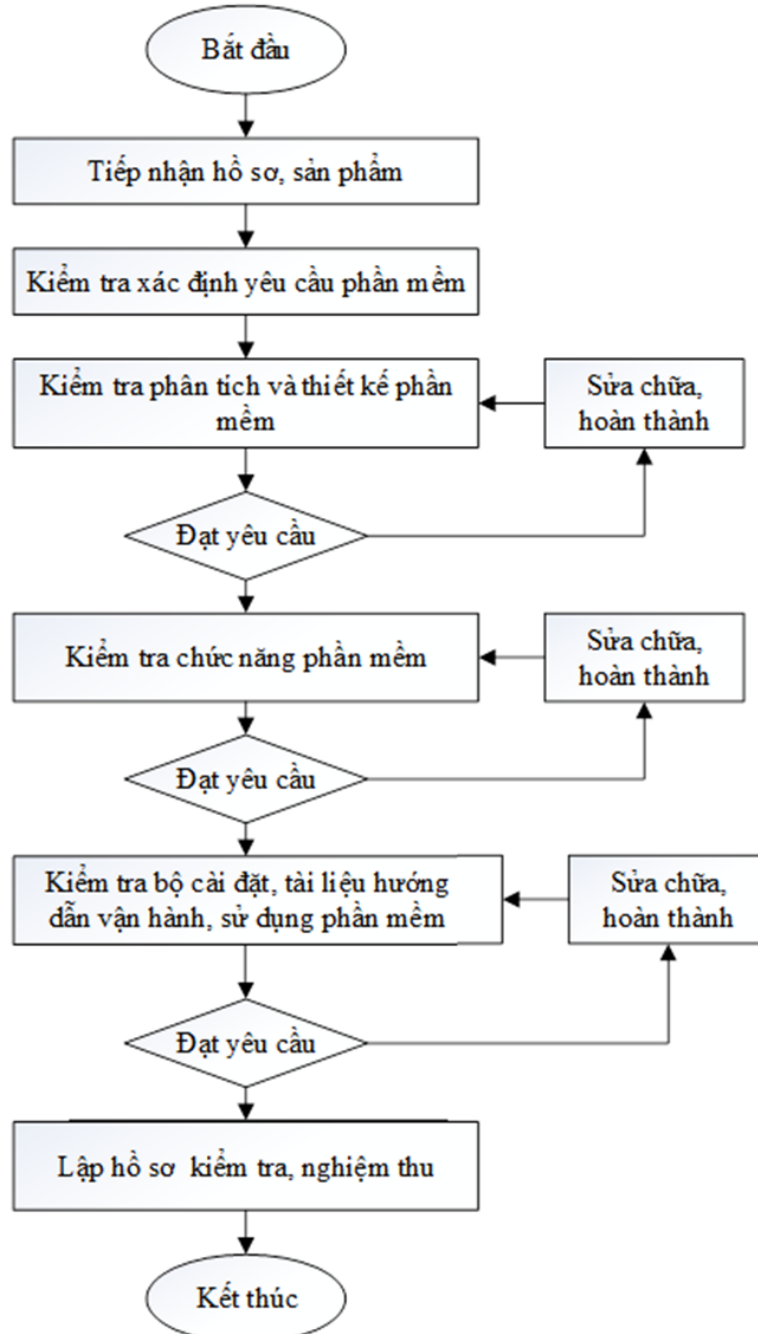 Bắt đầu
Tiếp nhận hồ sơ, sản phẩm
Kiểm tra xác định yêu cầu phần mềm
Kiểm tra phân tích và thiết kế phần
mềm
Sửa chữa,
hoàn thành
Đạt yêu cầu
Kiểm tra chức năng phần mềm
Sửa chữa,
hoàn thành
Đạt yêu cầu
Kiểm tra bộ cài đặt, tài liệu hướng
dẫn vận hành, sử dụng phần mềm
Sửa chữa,
hoàn thành
Đạt yêu cầu
Lập hồ sơ kiểm tra, nghiệm thu
Kết thúc